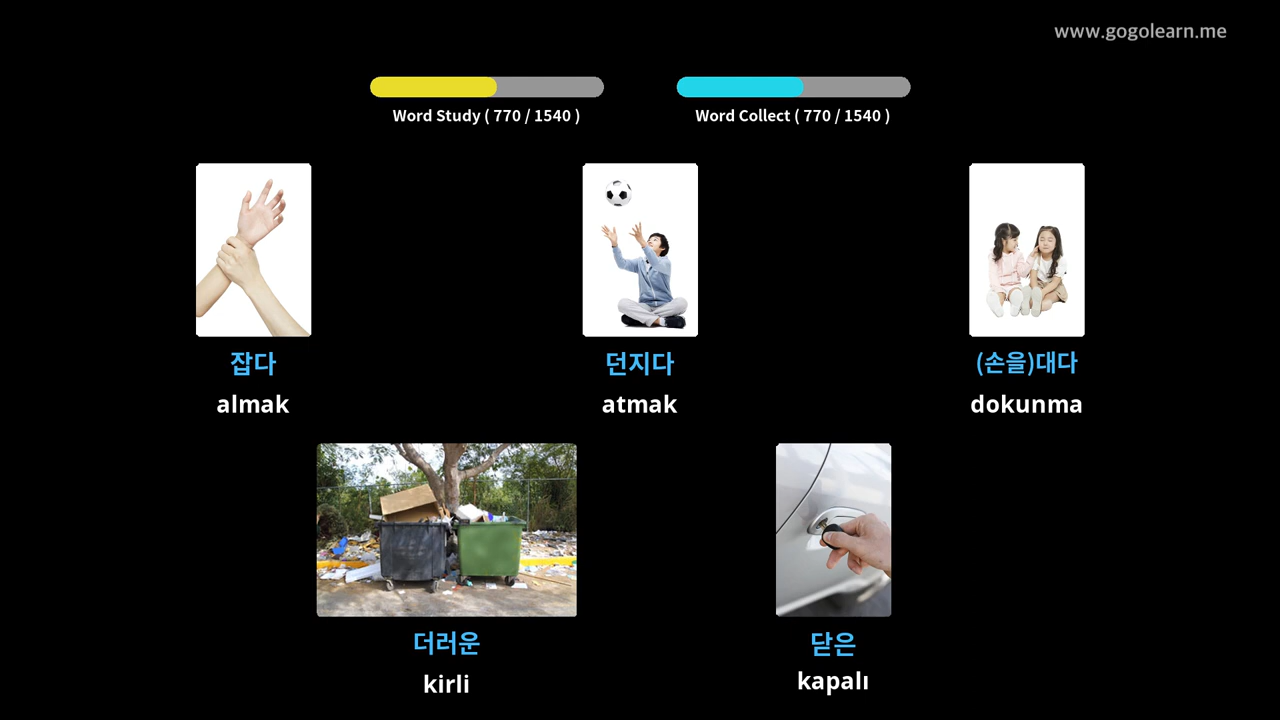 www.gogolearn.me
Word Study ( 770 / 1540 )
Word Collect ( 770 / 1540 )
잡다
almak
던지다
atmak
(손을)대다
dokunma
더러운
kirli
닫은
kapalı